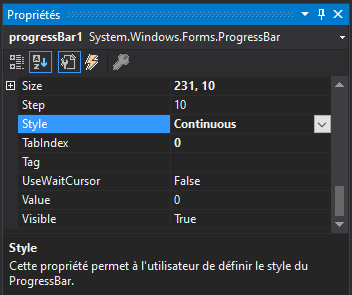 Propriétés
progressBar1 System.Windows.Forms.ProgressBar
Size 231, 10
Step 10
Style Continuous
TabIndex 0
Tag
UseWaitCursor False
Value 0
Visible True
Style
Cette propriété permet à l'utilisateur de définir le style du
ProgressBar.